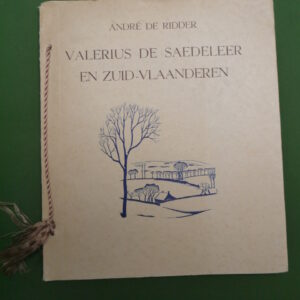 ANDRÉ DE RIDDER
VALERIUS DE SAEDELEER
EN ZUID-VLAANDEREN